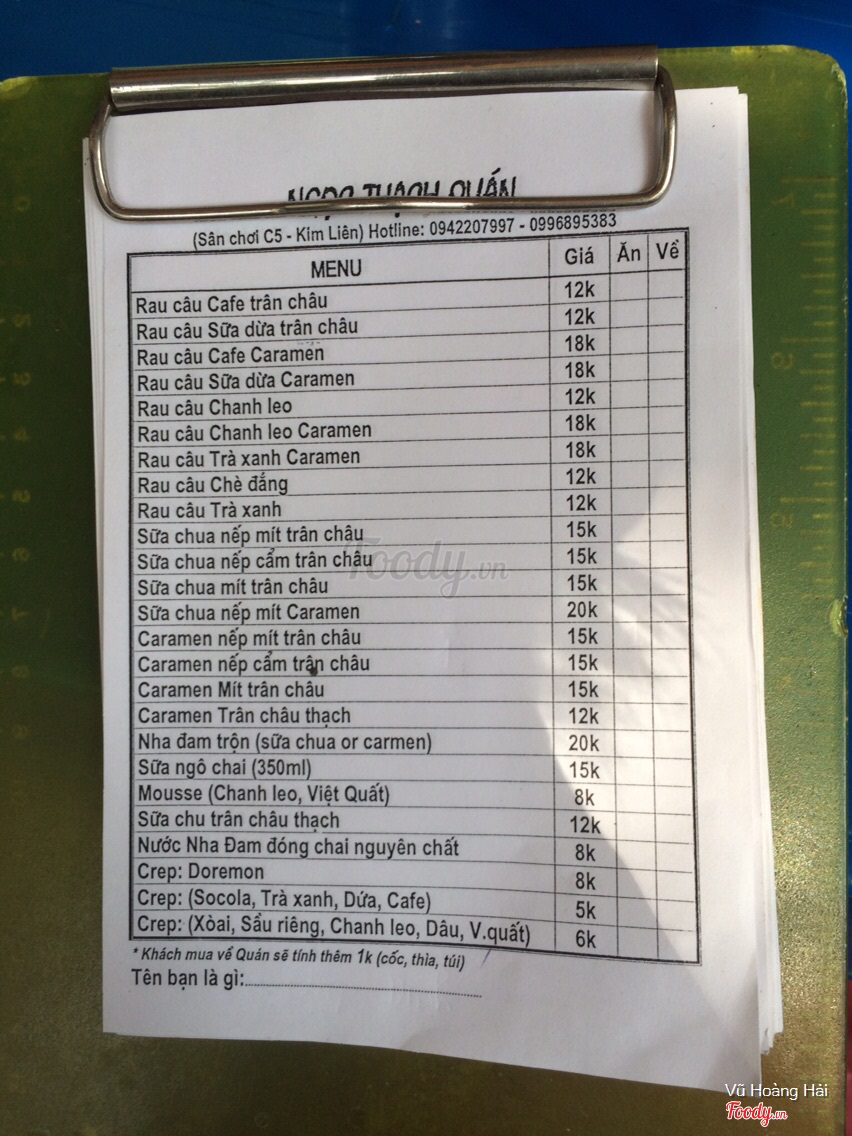 NGỌC THẠCH QUÁN
(Sân chơi C5 - Kim Liên) Hotline: 0942207997 - 0996895383
MENU Giá Ăn Về
Rau câu Cafe trân châu 12k
Rau câu Sữa dừa trân châu 12k
Rau câu Cafe Caramen 18k
Rau câu Sữa dừa Caramen 18k
Rau câu Chanh leo 12k
Rau câu Chanh leo Caramen 18k
Rau câu Trà xanh Caramen 18k
Rau câu Chè đắng 12k
Rau câu Trà xanh 12k
Sữa chua nếp mít trân châu 15k
Sữa chua nếp cẩm trân châu 15k
Sữa chua mít trân châu 15k
Sữa chua nếp mít Caramen 20k
Caramen nếp mít trân châu 15k
Caramen nếp cẩm trân châu 15k
Caramen Mít trân châu 15k
Caramen Trân châu thạch 12k
Nha đam trộn (sữa chua or carmen) 20k
Sữa ngô chai (350ml) 15k
Mousse (Chanh leo, Việt Quất) 8k
Sữa chu trân châu thạch 12k
Nước Nha Đam đóng chai nguyên chất 8k
Crep: Doremon 8k
Crep: (Socola, Trà xanh, Dứa, Cafe) 5k
Crep: (Xòai, Sầu riêng, Chanh leo, Dâu, V.quất) 6k
* Khách mua về Quán sẽ tính thêm 1k (cốc, thìa, túi)
Tên bạn là gì:
Foody.vn
Vũ Hoàng Hải
Foody.vn